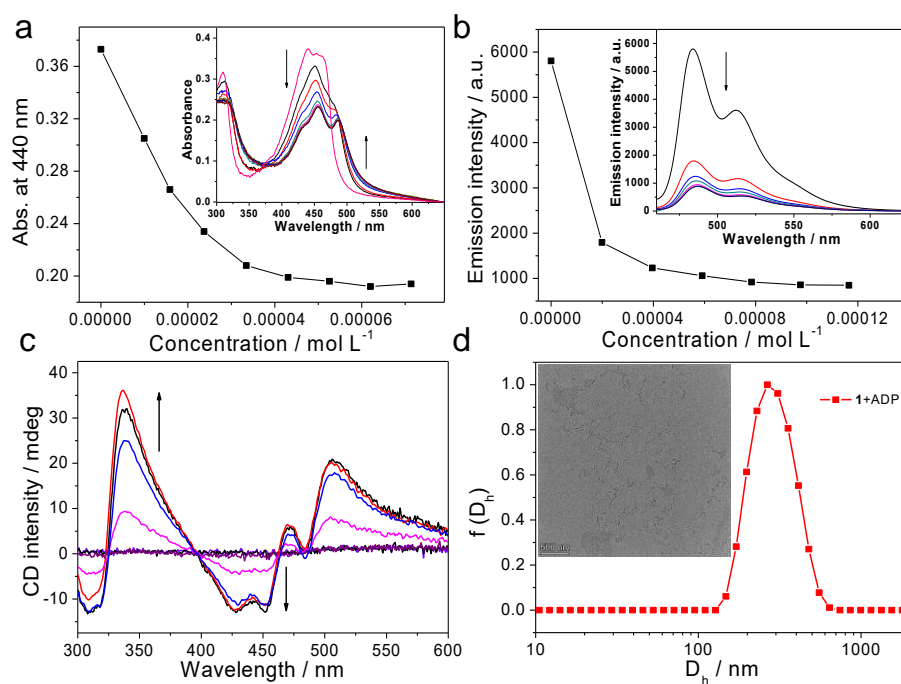 a
Abs. at 440 nm
0.36
0.32
0.28
0.24
0.20
0.00000 0.00002 0.00004 0.00006
Concentration / mol L-1
Absorbance
0.4
0.3
0.2
0.1
0.0
300 350 400 450 500 550 600
Wavelength / nm
b
Emission intensity / a.u.
6000
5000
4000
3000
2000
1000
0.00000 0.00004 0.00008 0.00012
Concentration / mol L-1
Emission intensity / a.u.
6000
5000
4000
3000
2000
1000
0
500 550 600
Wavelength / nm
c
CD intensity / mdeg
40
30
20
10
0
-10
300 350 400 450 500 550 600
Wavelength / nm
d
f (Dh)
1.0
0.8
0.6
0.4
0.2
0.0
10 100 1000
Dh / nm
1+ADP
500 nm